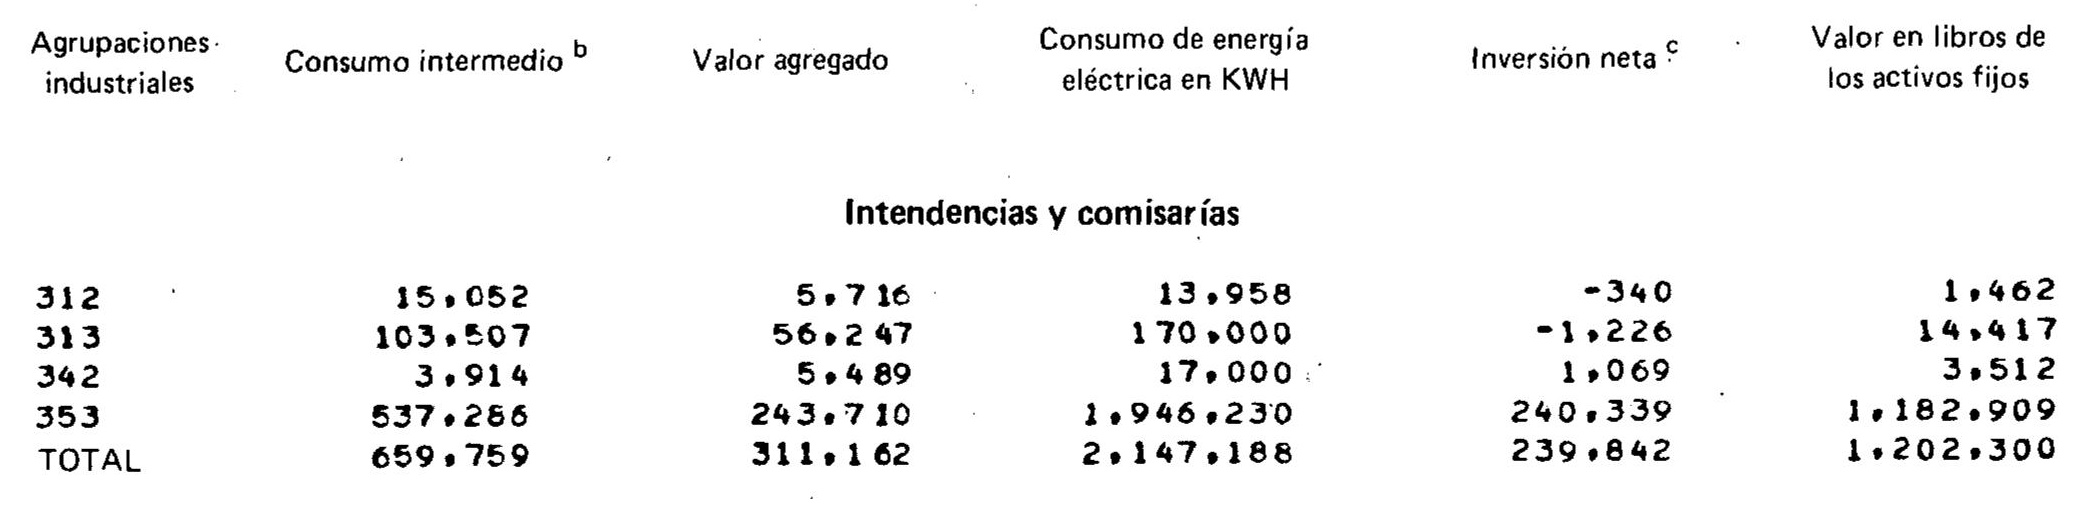 Agrupaciones industriales Consumo intermedio b Valor agregado Consumo de energía eléctrica en KWH Inversión neta c Valor en libros de los activos fijos
Intendencias y comisarías
312 15,052 5,716 13,958 -340 1,462
313 103,507 56,247 170,000 -1,226 14,417
342 3,914 5,489 17,000 1,069 3,512
353 537,286 243,710 1,946,230 240,339 1,182,909
TOTAL 659,759 311,162 2,147,188 239,842 1,202,300